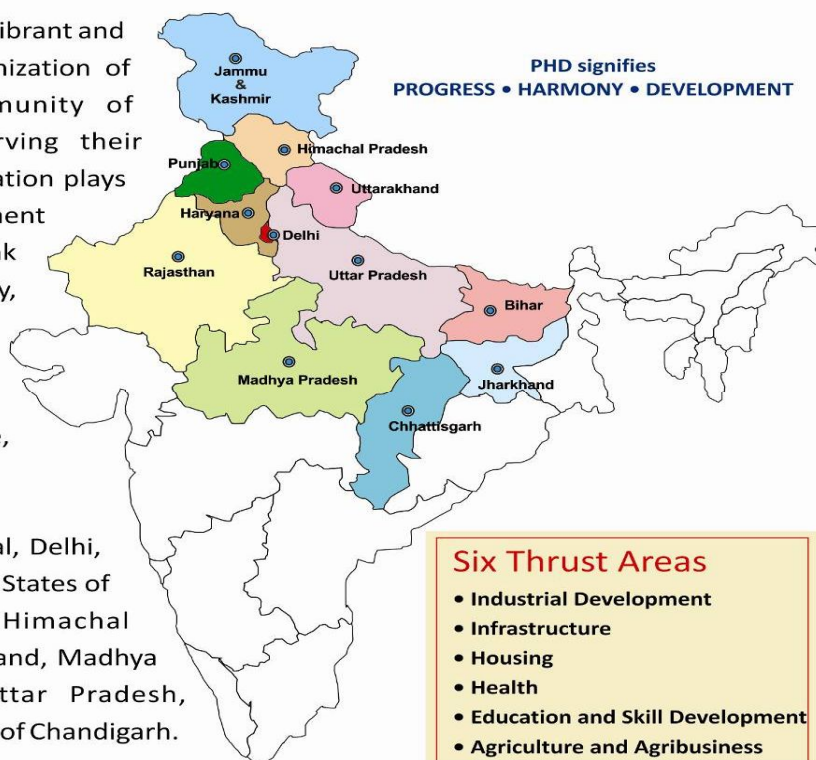 ibrant and
nization of
munity of
rving their
ation plays
ment
nk
y,
e,
al, Delhi,
States of
Himachal
and, Madhya
ttar Pradesh,
of Chandigarh.
PHD signifies
PROGRESS • HARMONY • DEVELOPMENT
Jammu
&
Kashmir
Himachal Pradesh
Punjab
Uttarakhand
Haryana
Delhi
Rajasthan
Uttar Pradesh
Bihar
Madhya Pradesh
Jharkhand
Chhattisgarh
Six Thrust Areas
• Industrial Development
• Infrastructure
• Housing
• Health
• Education and Skill Development
• Agriculture and Agribusiness